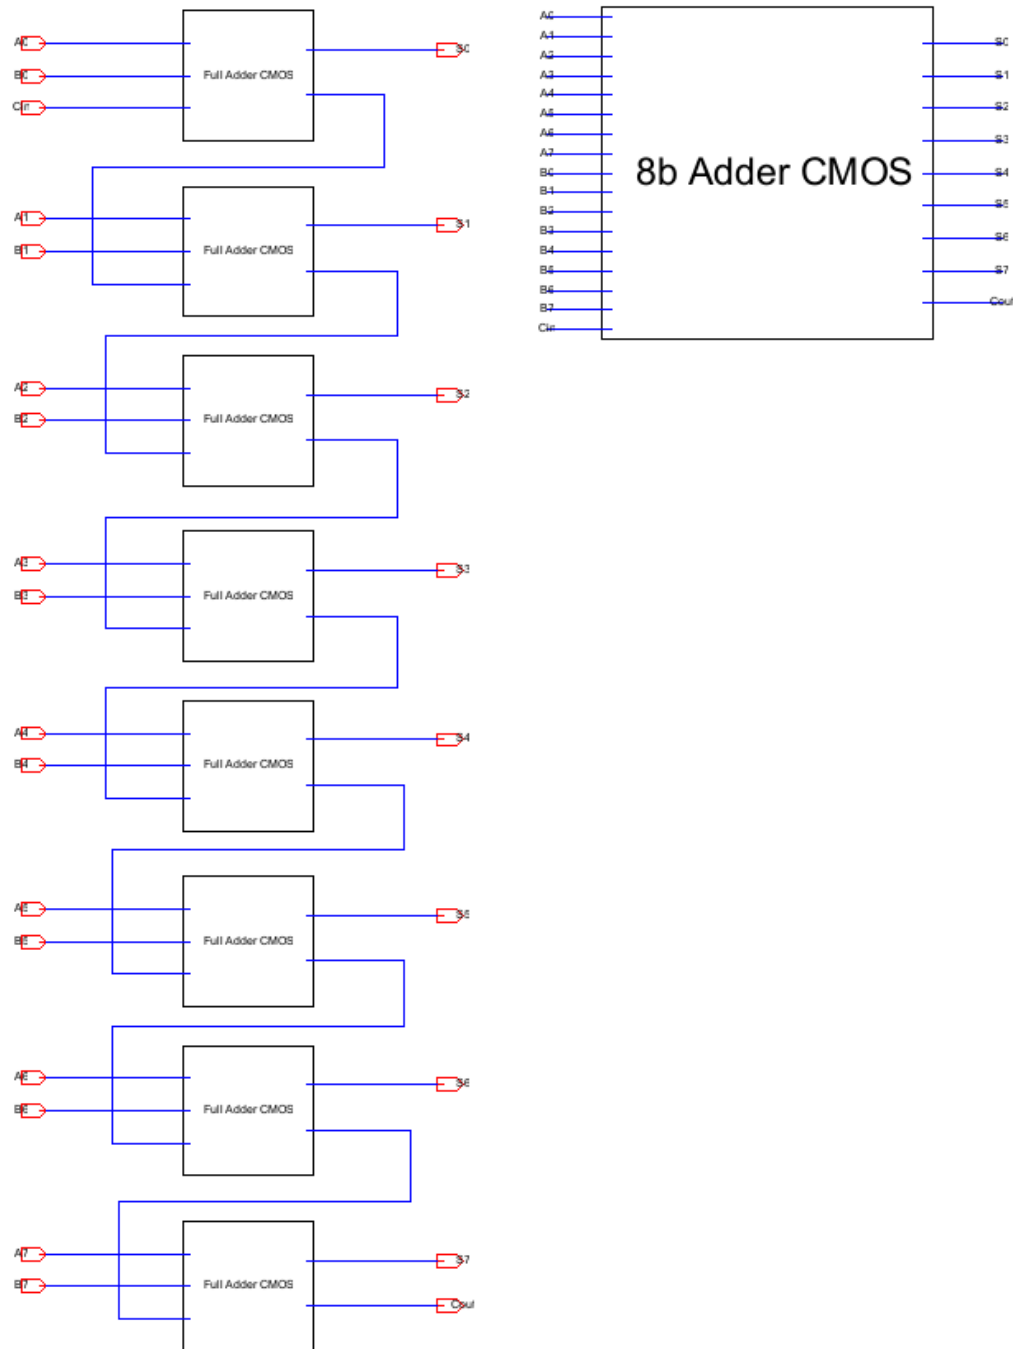 A0
B0
Cin
Full Adder CMOS
S0
A1
B1
Full Adder CMOS
S1
A2
B2
Full Adder CMOS
S2
A3
B3
Full Adder CMOS
S3
A4
B4
Full Adder CMOS
S4
A5
B5
Full Adder CMOS
S5
A6
B6
Full Adder CMOS
S6
A7
B7
Full Adder CMOS
S7
Cout
A0
A1
A2
A3
A4
A5
A6
A7
B0
B1
B2
B3
B4
B5
B6
B7
Cin
8b Adder CMOS
S0
S1
S2
S3
S4
S5
S6
S7
Cout